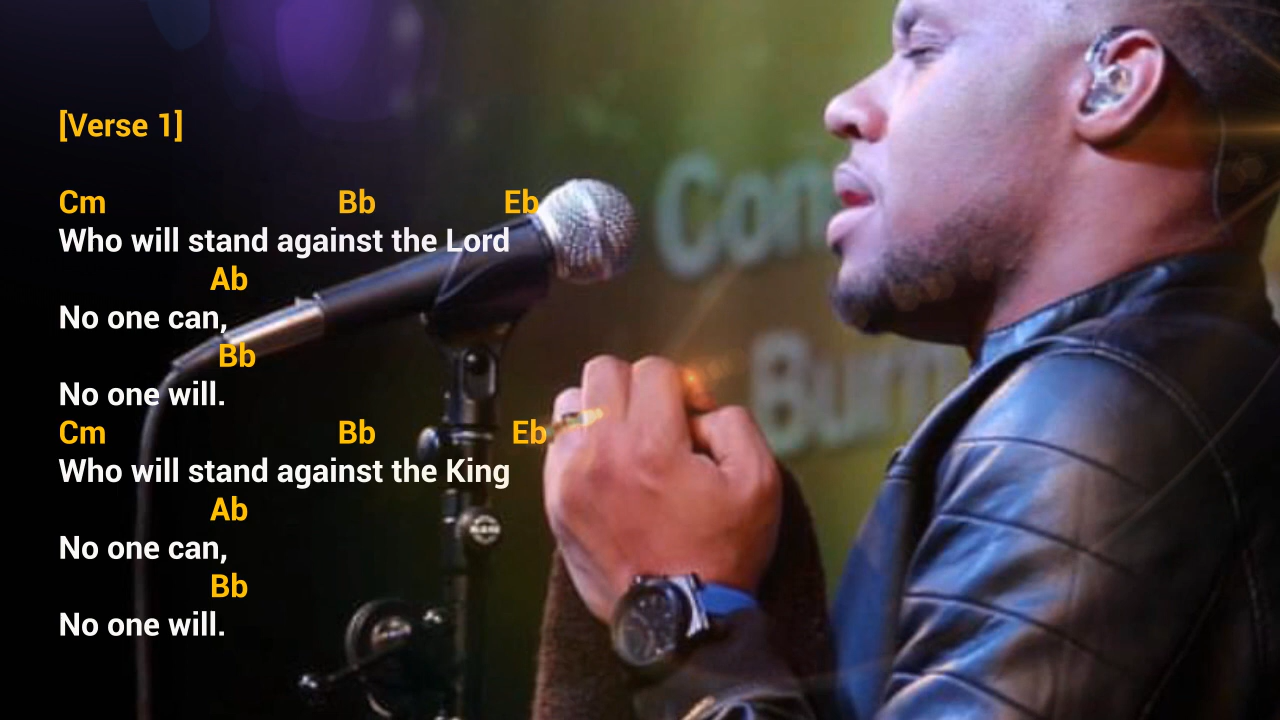 [Verse 1]
Cm Bb Eb
Who will stand against the Lord
Ab
No one can,
Bb
No one will.
Cm Bb Eb
Who will stand against the King
Ab
No one can,
Bb
No one will.